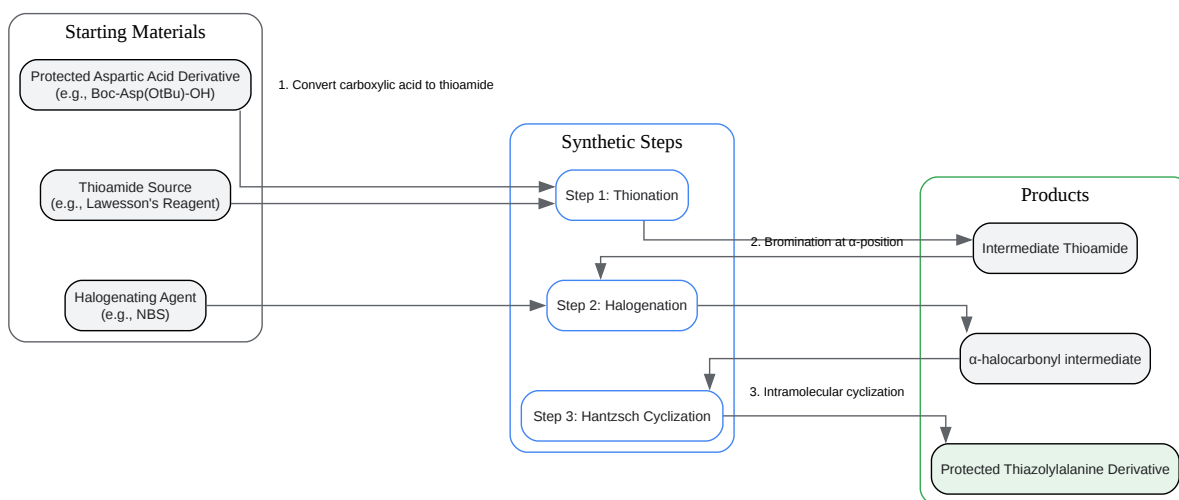 Starting Materials
Protected Aspartic Acid Derivative
(e.g., Boc-Asp(OtBu)-OH)
1. Convert carboxylic acid to thioamide
Thioamide Source
(e.g., Lawesson's Reagent)
Halogenating Agent
(e.g., NBS)
Synthetic Steps
Step 1: Thionation
2. Bromination at α-position
Step 2: Halogenation
Step 3: Hantzsch Cyclization
3. Intramolecular cyclization
Products
Intermediate Thioamide
α-halocarbonyl intermediate
Protected Thiazolylalanine Derivative